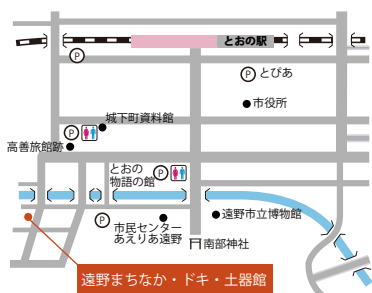 とおの駅
P
P とぴあ
市役所
城下町資料館
P
高善旅館跡
とおの
物語の館
P
P
市民センター
あえりあ遠野
遠野市立博物館
南部神社
遠野まちなか・ドキ・土器館